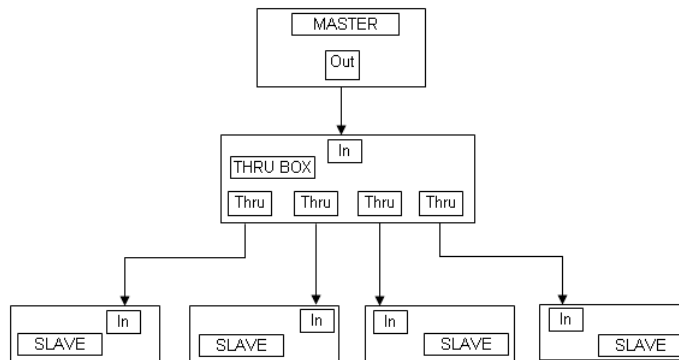 MASTER
Out
In
THRU BOX
Thru Thru Thru Thru
In In In In
SLAVE SLAVE SLAVE SLAVE